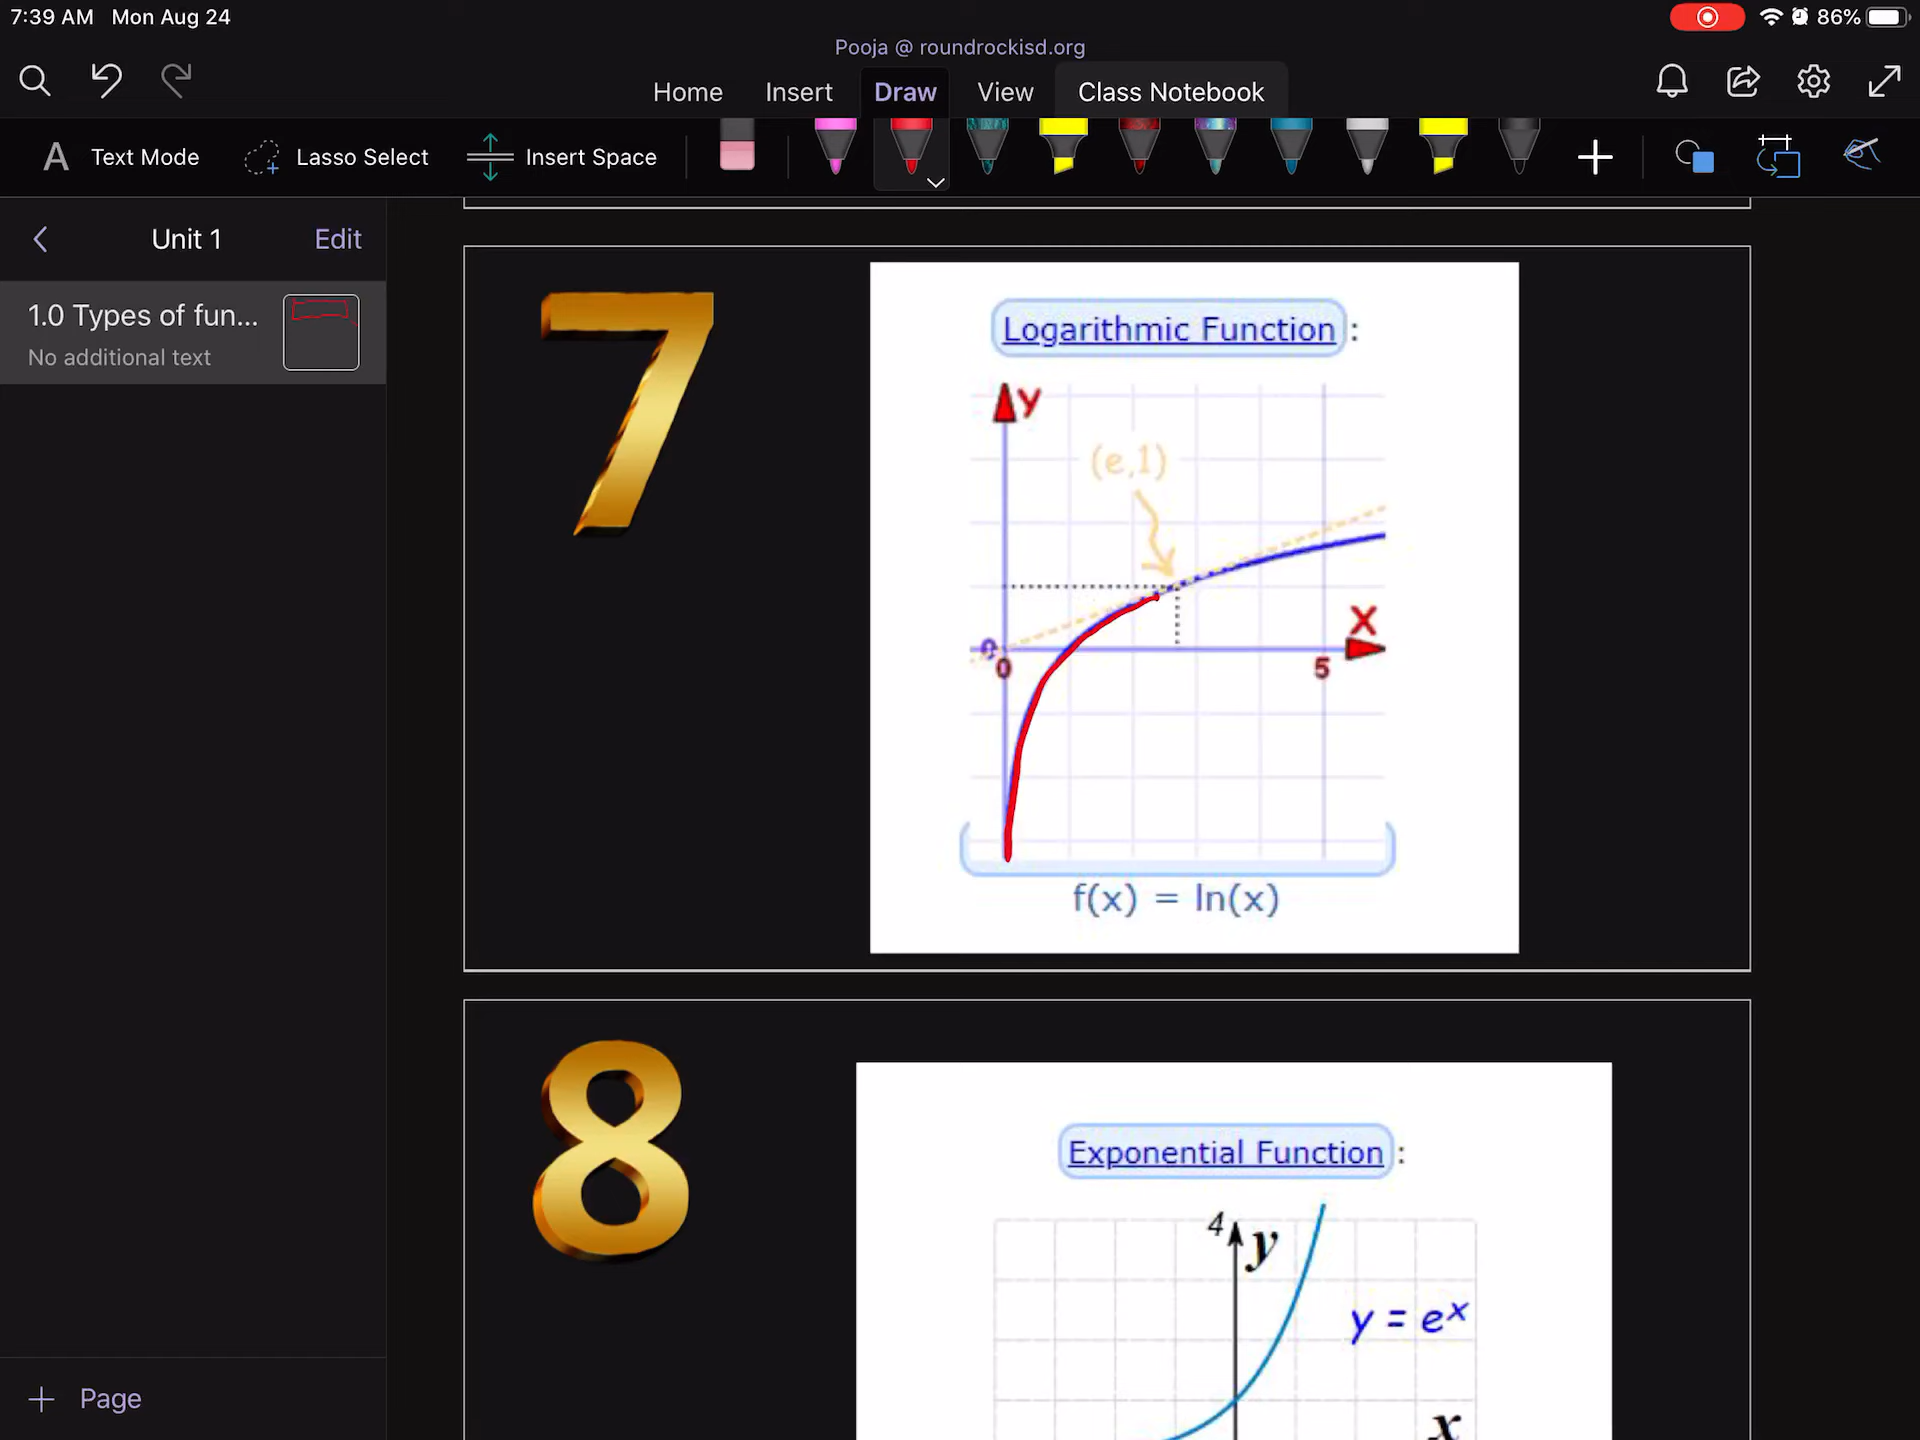 7:39 AM Mon Aug 24
86%
Pooja @ roundrockisd.org
Home Insert Draw View Class Notebook
A Text Mode Lasso Select Insert Space
Unit 1 Edit
1.0 Types of fun...
No additional text
7
Logarithmic Function :
y
(e,1)
x
0
0 5
f(x) = ln(x)
8
Exponential Function :
4 y
y = eˣ
x
+ Page